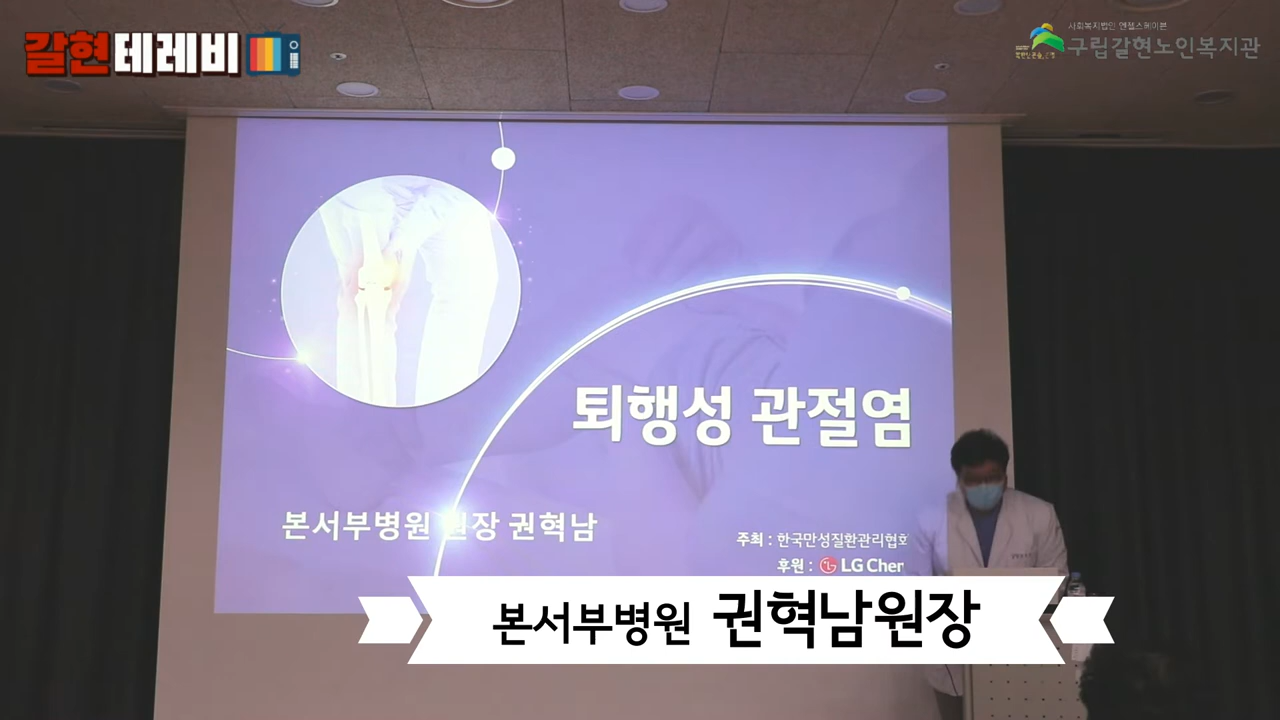 갈현테레비
사회복지법인 엔젤스헤이븐
구립갈현노인복지관
퇴행성 관절염
본서부병원 원장 권혁남
주최 : 한국만성질환관리협회
후원 : LG Chem
본서부병원 권혁남원장